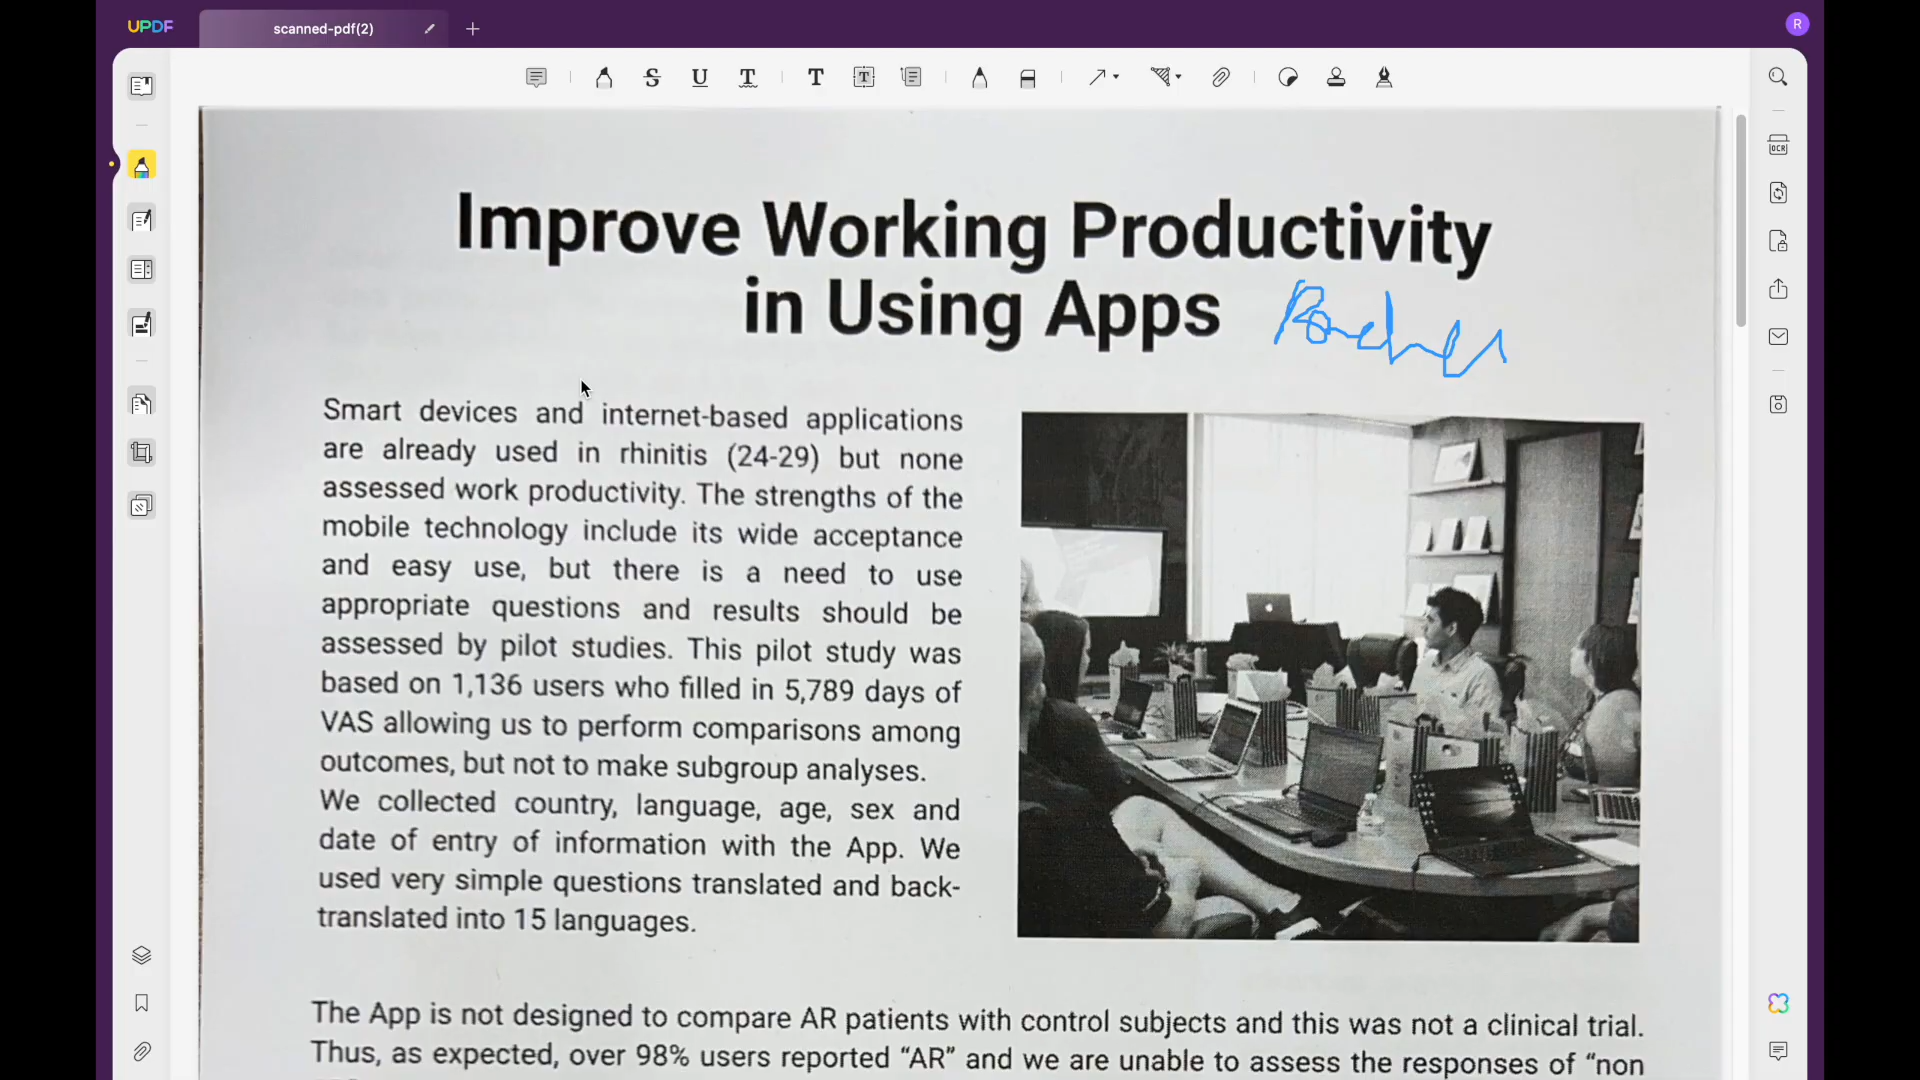 UPDF
scanned-pdf(2)
R
OCR
Improve Working Productivity
in Using Apps
Smart devices and internet-based applications
are already used in rhinitis (24-29) but none
assessed work productivity. The strengths of the
mobile technology include its wide acceptance
and easy use, but there is a need to use
appropriate questions and results should be
assessed by pilot studies. This pilot study was
based on 1,136 users who filled in 5,789 days of
VAS allowing us to perform comparisons among
outcomes, but not to make subgroup analyses.
We collected country, language, age, sex and
date of entry of information with the App. We
used very simple questions translated and back-
translated into 15 languages.
The App is not designed to compare AR patients with control subjects and this was not a clinical trial.
Thus, as expected, over 98% users reported “AR” and we are unable to assess the responses of “non